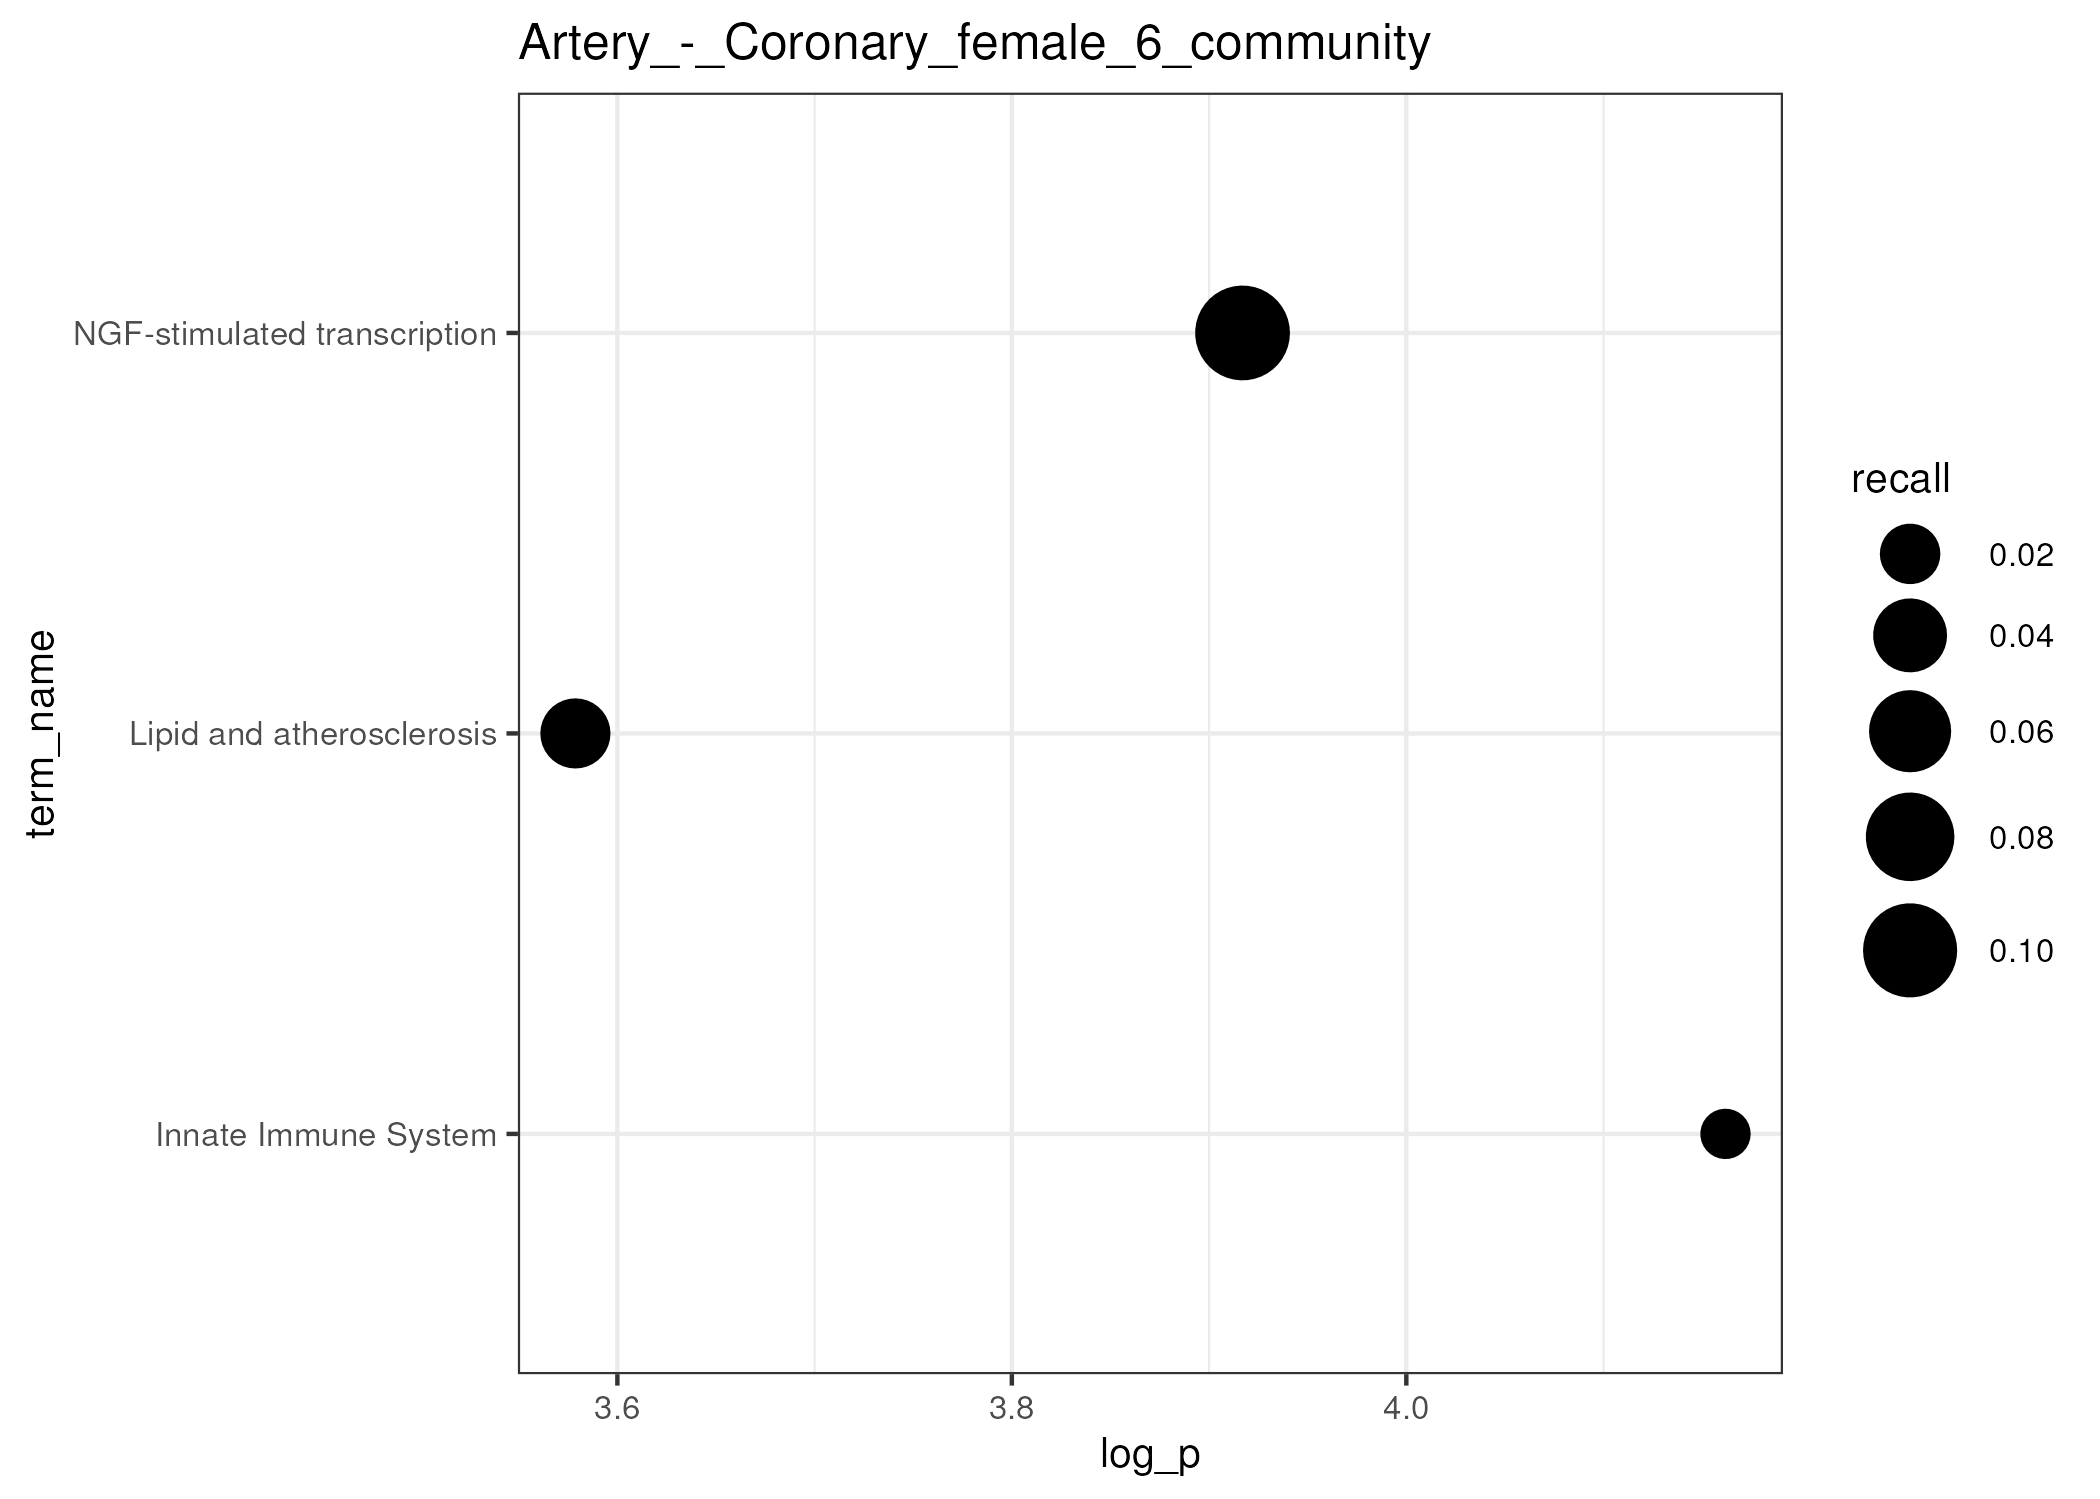 Artery_-_Coronary_female_6_community
term_name
NGF-stimulated transcription
Lipid and atherosclerosis
Innate Immune System
3.6
3.8
4.0
log_p
recall
0.02
0.04
0.06
0.08
0.10